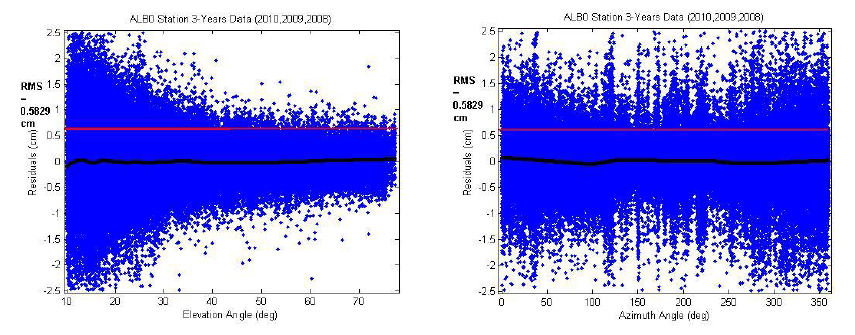 ALB0 Station 3-Years Data (2010,2009,2008)
2.5
2
1.5
1
0.5
0
-0.5
-1
-1.5
-2
-2.5
RMS
=
0.5829
cm
Residuals (cm)
10 20 30 40 50 60 70
Elevation Angle (deg)
ALB0 Station 3-Years Data (2010,2009,2008)
2.5
2
1.5
1
0.5
0
-0.5
-1
-1.5
-2
-2.5
RMS
=
0.5829
cm
Residuals (cm)
0 50 100 150 200 250 300 350
Azimuth Angle (deg)